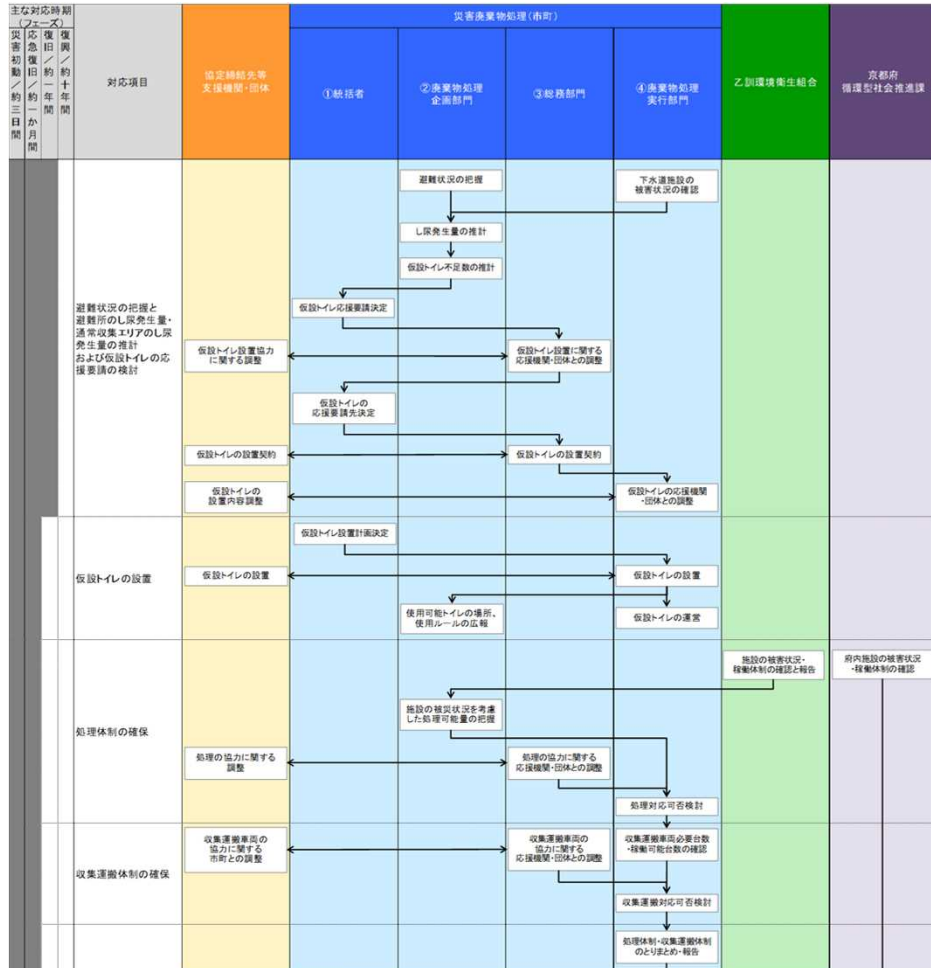 主な対応時期
(フェーズ)
災害初動/約三日間
応急復旧/約一か月間
復旧/約一年間
復興/約十年間
対応項目
協定締結先等
支援機関・団体
災害廃棄物処理(市町)
①統括者
②廃棄物処理
企画部門
③総務部門
④廃棄物処理
実行部門
乙訓環境衛生組合
京都府
循環型社会推進課
避難状況の把握と
避難所のし尿発生量・
通常収集エリアのし尿
発生量の推計
および仮設トイレの応
援要請の検討
避難状況の把握
下水道施設の
被害状況の確認
し尿発生量の推計
仮設トイレ不足数の推計
仮設トイレ応援要請決定
仮設トイレ設置協力
に関する調整
仮設トイレ設置に関する
応援機関・団体との調整
仮設トイレの
応援要請先決定
仮設トイレの設置契約
仮設トイレの設置契約
仮設トイレの
設置内容調整
仮設トイレの応援機関
・団体との調整
仮設トイレの設置
仮設トイレ設置計画決定
仮設トイレの設置
仮設トイレの設置
使用可能トイレの場所、
使用ルールの広報
仮設トイレの運営
処理体制の確保
施設の被害状況・
稼働体制の確認と報告
府内施設の被害状況
・稼働体制の確認
施設の被災状況を考慮
した処理可能量の把握
処理の協力に関する
調整
処理の協力に関する
応援機関・団体との調整
処理対応可否検討
収集運搬体制の確保
収集運搬車両の
協力に関する
市町との調整
収集運搬車両の
協力に関する
応援機関・団体との調整
収集運搬車両必要台数
・稼働可能台数の確認
収集運搬対応可否検討
処理体制・収集運搬体制
のとりまとめ・報告